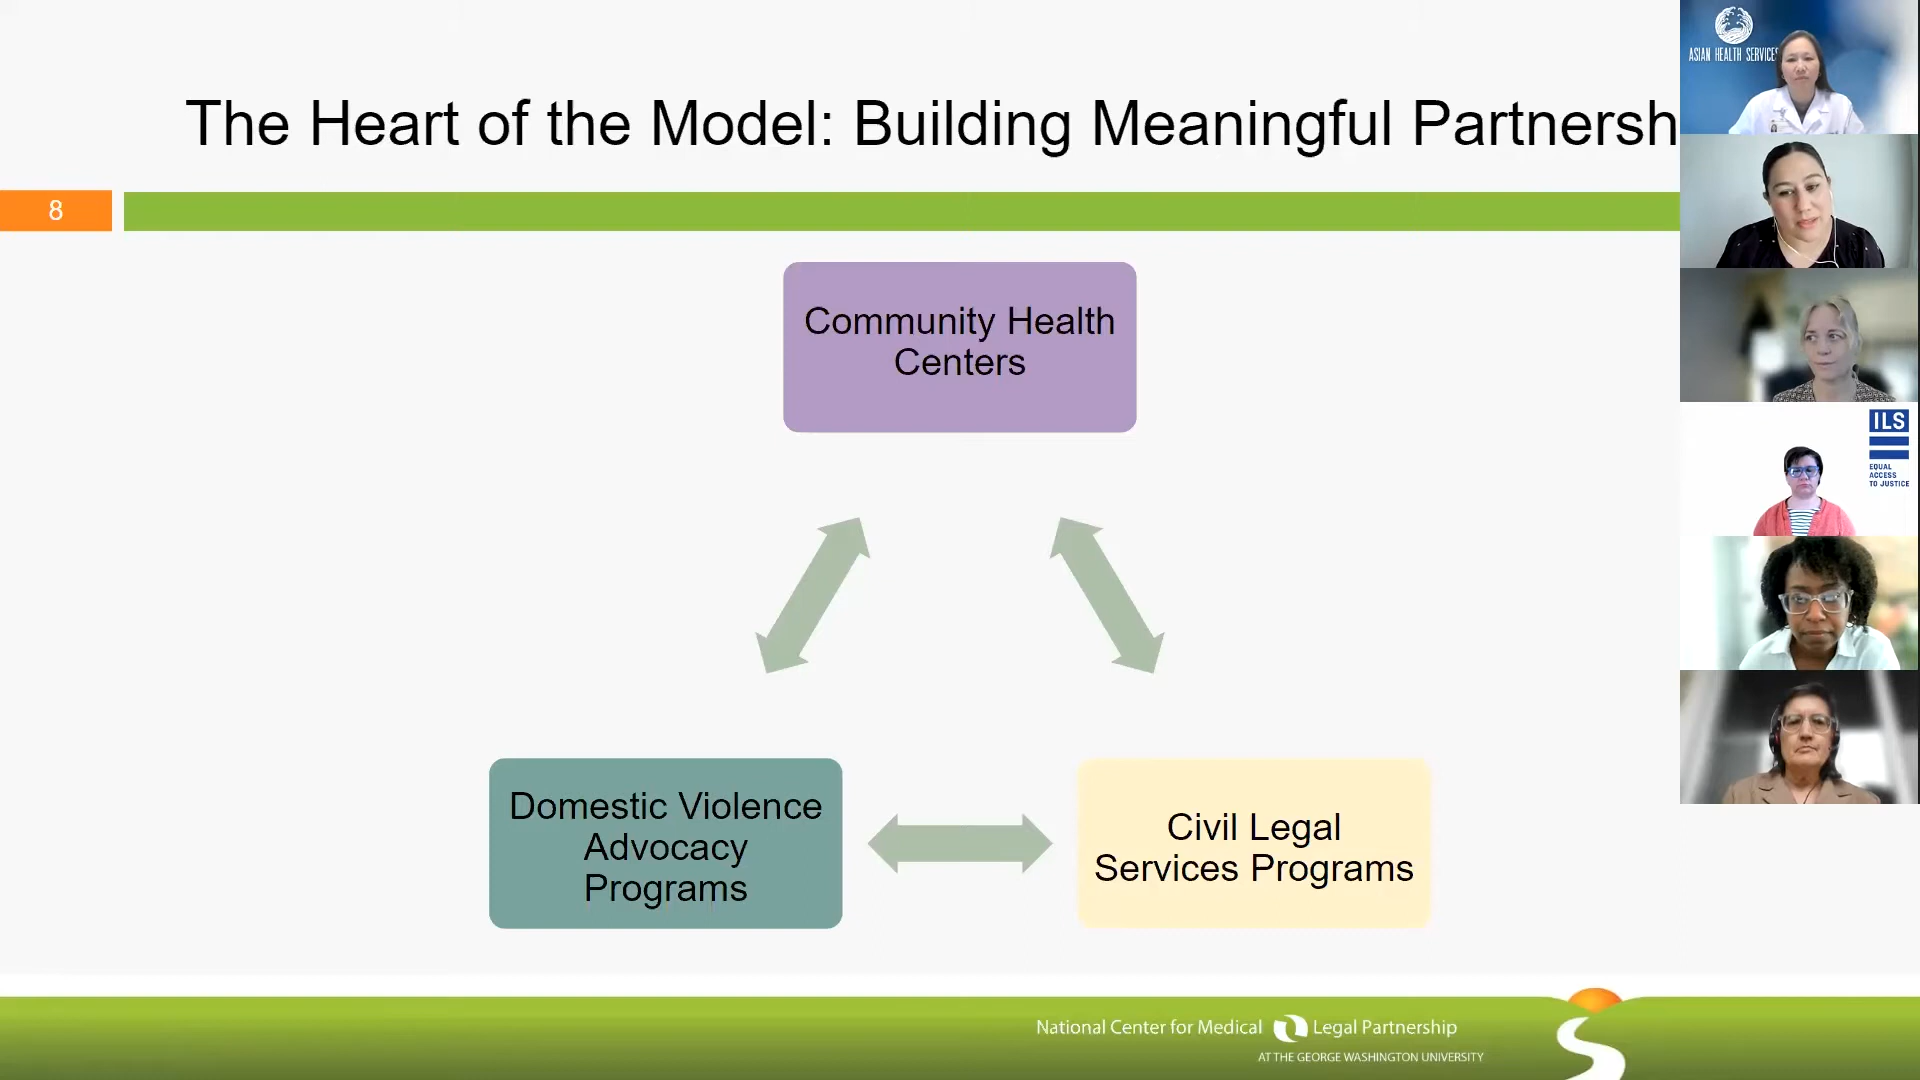 The Heart of the Model: Building Meaningful Partnersh
8
Community Health
Centers
Domestic Violence
Advocacy
Programs
Civil Legal
Services Programs
National Center for Medical Legal Partnership
AT THE GEORGE WASHINGTON UNIVERSITY
ASIAN HEALTH SERVICES
ILS
EQUAL
ACCESS
TO JUSTICE